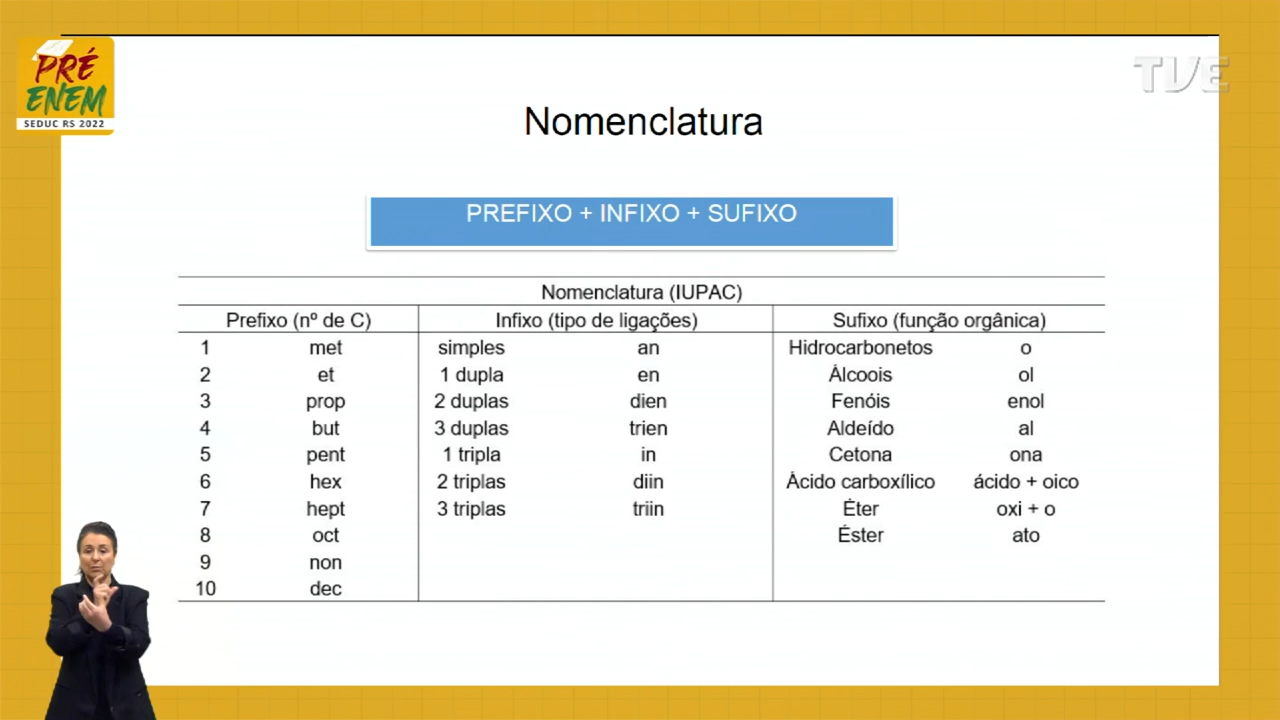 PRÉ
ENEM
SEDUC RS 2022
TVE
Nomenclatura
PREFIXO + INFIXO + SUFIXO
Nomenclatura (IUPAC)
Prefixo (nº de C) Infixo (tipo de ligações) Sufixo (função orgânica)
1 met simples an Hidrocarbonetos o
2 et 1 dupla en Álcoois ol
3 prop 2 duplas dien Fenóis enol
4 but 3 duplas trien Aldeído al
5 pent 1 tripla in Cetona ona
6 hex 2 triplas diin Ácido carboxílico ácido + oico
7 hept 3 triplas triin Éter oxi + o
8 oct Éster ato
9 non
10 dec